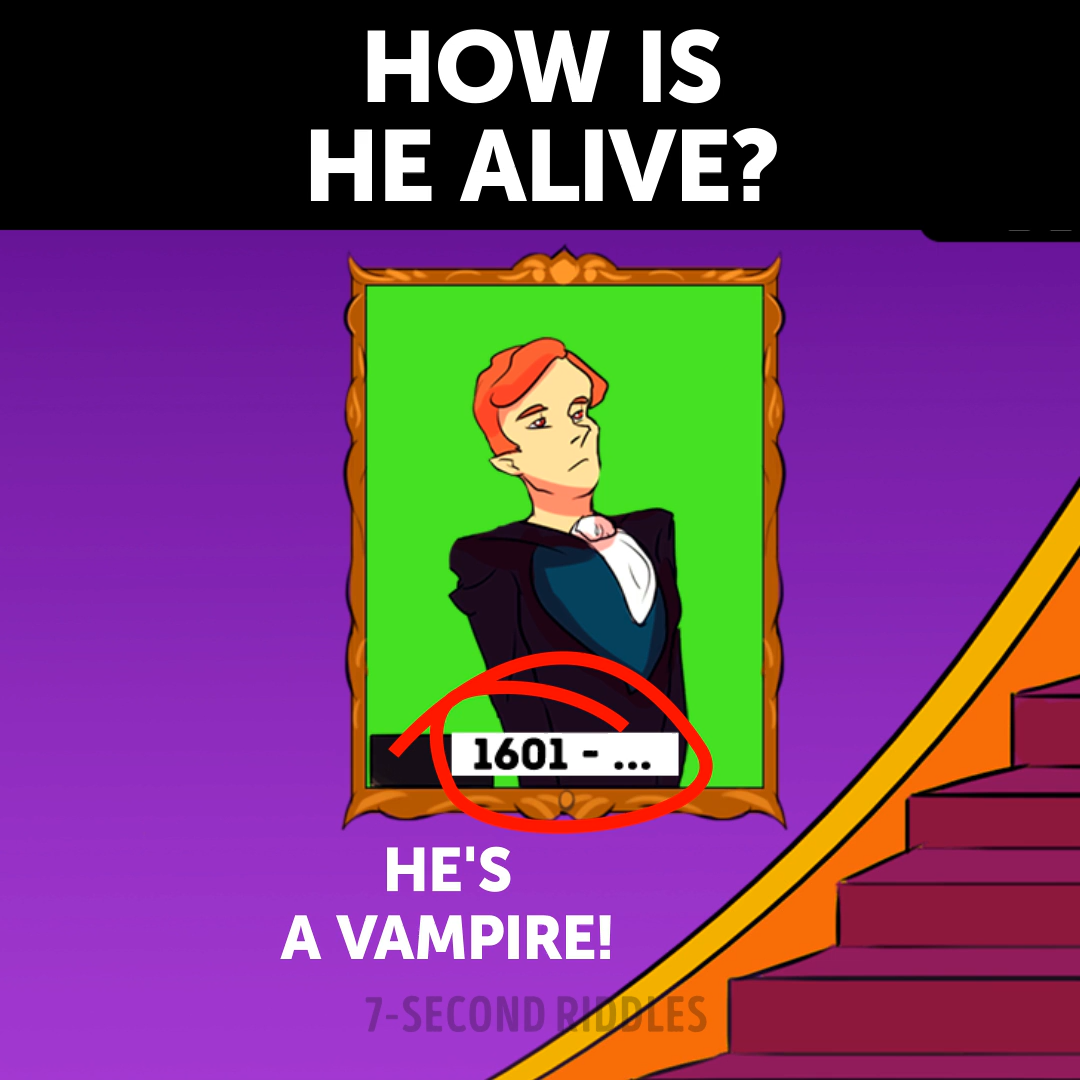 HOW IS
HE ALIVE?
1601 - ...
HE'S
A VAMPIRE!
7-SECOND RIDDLES